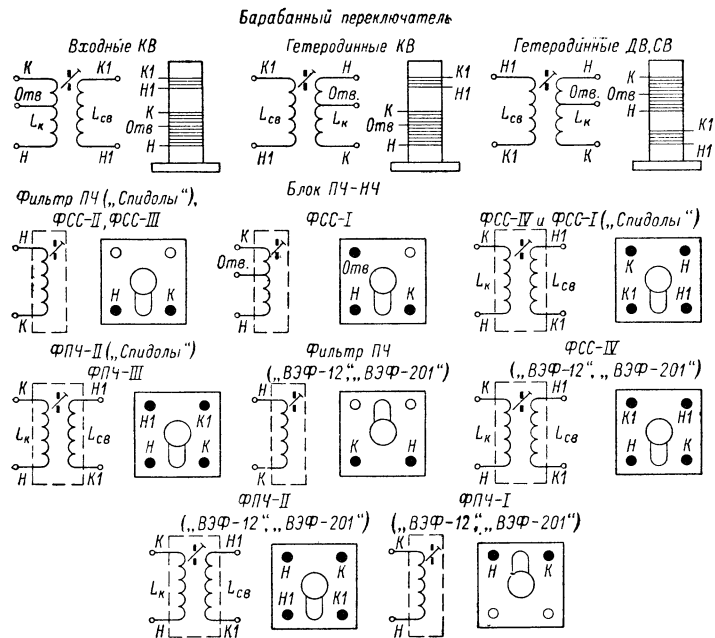 Барабанный переключатель
Входные КВ
Гетеродинные КВ
Гетеродинные ДВ,СВ
К
К1
Отв
Lк
Lсв
Н
Н1
К1
Н1
К
Отв
Н
К1
Н
Отв.
Lсв
Lк
Н1
К
К1
Н1
К
Отв
Н
Н1
Н
Отв.
Lсв
Lк
К1
К
К
Отв
Н
К1
Н1
Блок ПЧ-НЧ
Фильтр ПЧ („Спидолы“),
ФСС-II, ФСС-III
Н
К
Н
К
ФСС-I
К
Отв.
Н
Отв
Н
К
ФСС-IV и ФСС-I („Спидолы“)
К
Н1
Lк
Lсв
Н
Н1
К
Н
К1
Н1
ФПЧ-II („Спидолы“)
ФПЧ-III
К
Н1
Lк
Lсв
Н
К1
Н1
К1
Н
К
Фильтр ПЧ
(„ВЭФ-12“, „ВЭФ-201“)
Н
К
К
Н
ФСС-IV
(„ВЭФ-12“, „ВЭФ-201“)
К
Н1
Lк
Lсв
Н
К1
К1
Н1
Н
К
ФПЧ-II
(„ВЭФ-12“, „ВЭФ-201“)
К
Н1
Lк
Lсв
Н
К1
Н
К
Н1
К1
ФПЧ-I
(„ВЭФ-12“, „ВЭФ-201“)
К
Н
Н
К